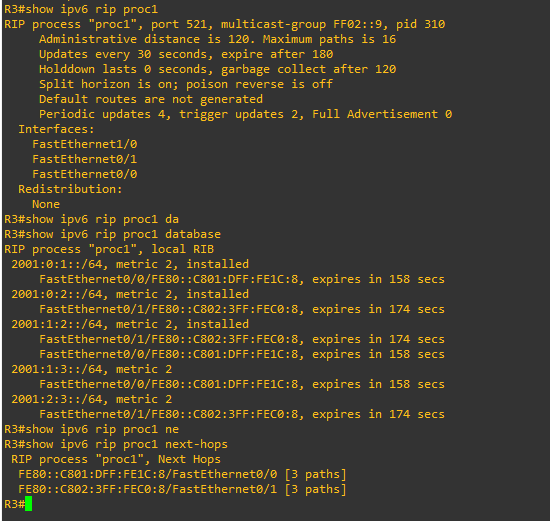 R3#show ipv6 rip proc1
RIP process "proc1", port 521, multicast-group FF02::9, pid 310
     Administrative distance is 120. Maximum paths is 16
     Updates every 30 seconds, expire after 180
     Holddown lasts 0 seconds, garbage collect after 120
     Split horizon is on; poison reverse is off
     Default routes are not generated
     Periodic updates 4, trigger updates 2, Full Advertisement 0
  Interfaces:
    FastEthernet1/0
    FastEthernet0/1
    FastEthernet0/0
  Redistribution:
    None
R3#show ipv6 rip proc1 da
R3#show ipv6 rip proc1 database
RIP process "proc1", local RIB
 2001:0:1::/64, metric 2, installed
     FastEthernet0/0/FE80::C801:DFF:FE1C:8, expires in 158 secs
 2001:0:2::/64, metric 2, installed
     FastEthernet0/1/FE80::C802:3FF:FEC0:8, expires in 174 secs
 2001:1:2::/64, metric 2, installed
     FastEthernet0/1/FE80::C802:3FF:FEC0:8, expires in 174 secs
     FastEthernet0/0/FE80::C801:DFF:FE1C:8, expires in 158 secs
 2001:1:3::/64, metric 2
     FastEthernet0/0/FE80::C801:DFF:FE1C:8, expires in 158 secs
 2001:2:3::/64, metric 2
     FastEthernet0/1/FE80::C802:3FF:FEC0:8, expires in 174 secs
R3#show ipv6 rip proc1 ne
R3#show ipv6 rip proc1 next-hops
 RIP process "proc1", Next Hops
  FE80::C801:DFF:FE1C:8/FastEthernet0/0 [3 paths]
  FE80::C802:3FF:FEC0:8/FastEthernet0/1 [3 paths]
R3#